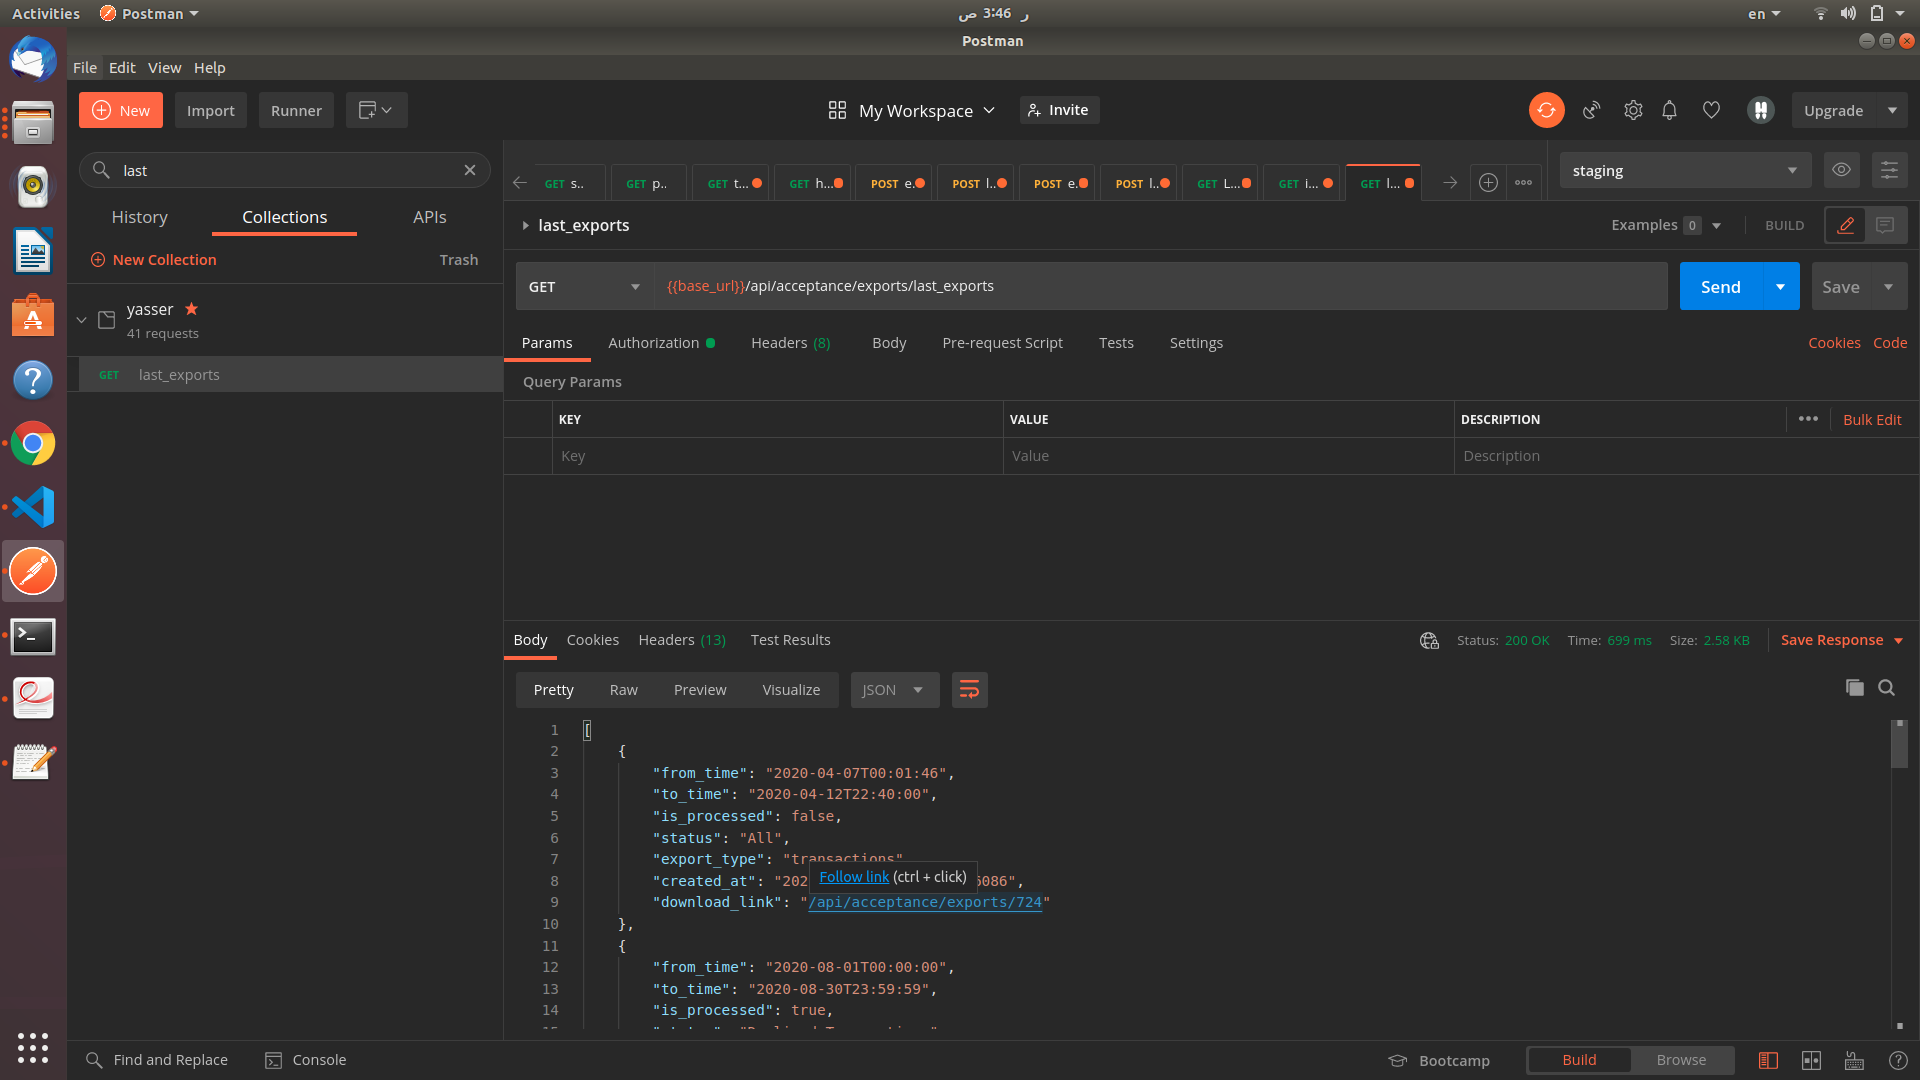 Activities
Postman
ر 3:46 ص
en
Postman
File Edit View Help
New
Import
Runner
My Workspace
Invite
Upgrade
last
GET s..
GET p..
GET t...
GET h...
POST e...
POST l...
POST e...
POST l...
GET L...
GET i...
GET l...
staging
History
Collections
APIs
last_exports
Examples 0
BUILD
New Collection
Trash
GET
{{base_url}}/api/acceptance/exports/last_exports
Send
Save
yasser
41 requests
Params
Authorization
Headers (8)
Body
Pre-request Script
Tests
Settings
Cookies
Code
GET last_exports
Query Params
KEY
VALUE
DESCRIPTION
Bulk Edit
Key
Value
Description
Body
Cookies
Headers (13)
Test Results
Status: 200 OK
Time: 699 ms
Size: 2.58 KB
Save Response
Pretty
Raw
Preview
Visualize
JSON
1 [
2 {
3 "from_time": "2020-04-07T00:01:46",
4 "to_time": "2020-04-12T22:40:00",
5 "is_processed": false,
6 "status": "All",
7 "export_type": "transactions"
Follow link (ctrl + click)
8 "created_at": "202 6086",
9 "download_link": "/api/acceptance/exports/724"
10 },
11 {
12 "from_time": "2020-08-01T00:00:00",
13 "to_time": "2020-08-30T23:59:59",
14 "is_processed": true,
Find and Replace
Console
Bootcamp
Build
Browse